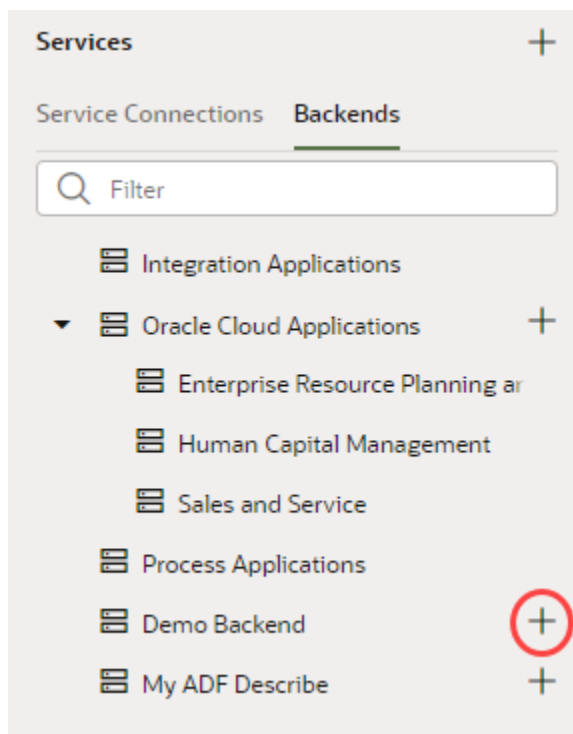 Services
Service Connections Backends
Filter
Integration Applications
Oracle Cloud Applications
Enterprise Resource Planning ar
Human Capital Management
Sales and Service
Process Applications
Demo Backend
My ADF Describe